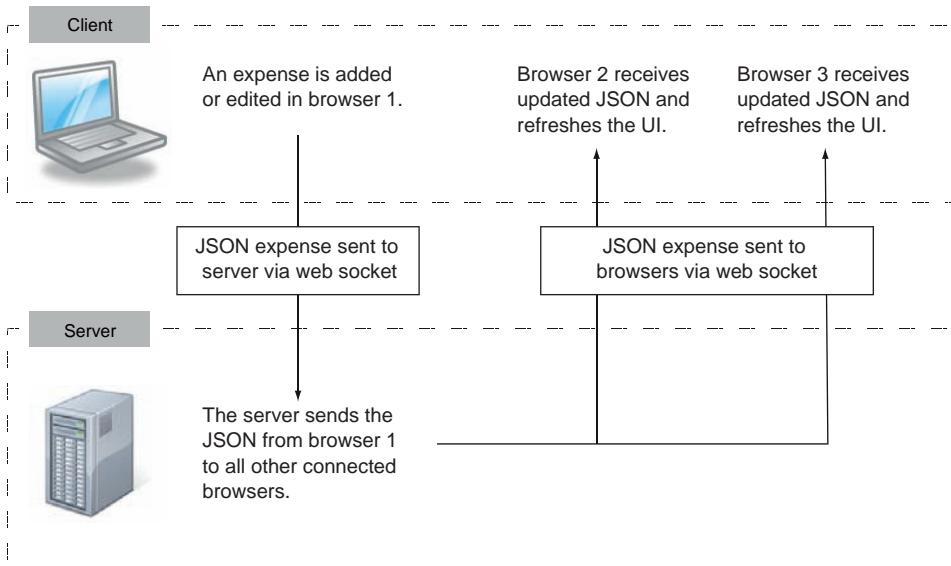 Client
An expense is added
or edited in browser 1.
Browser 2 receives
updated JSON and
refreshes the UI.
Browser 3 receives
updated JSON and
refreshes the UI.
JSON expense sent to
server via web socket
JSON expense sent to
browsers via web socket
Server
The server sends the
JSON from browser 1
to all other connected
browsers.